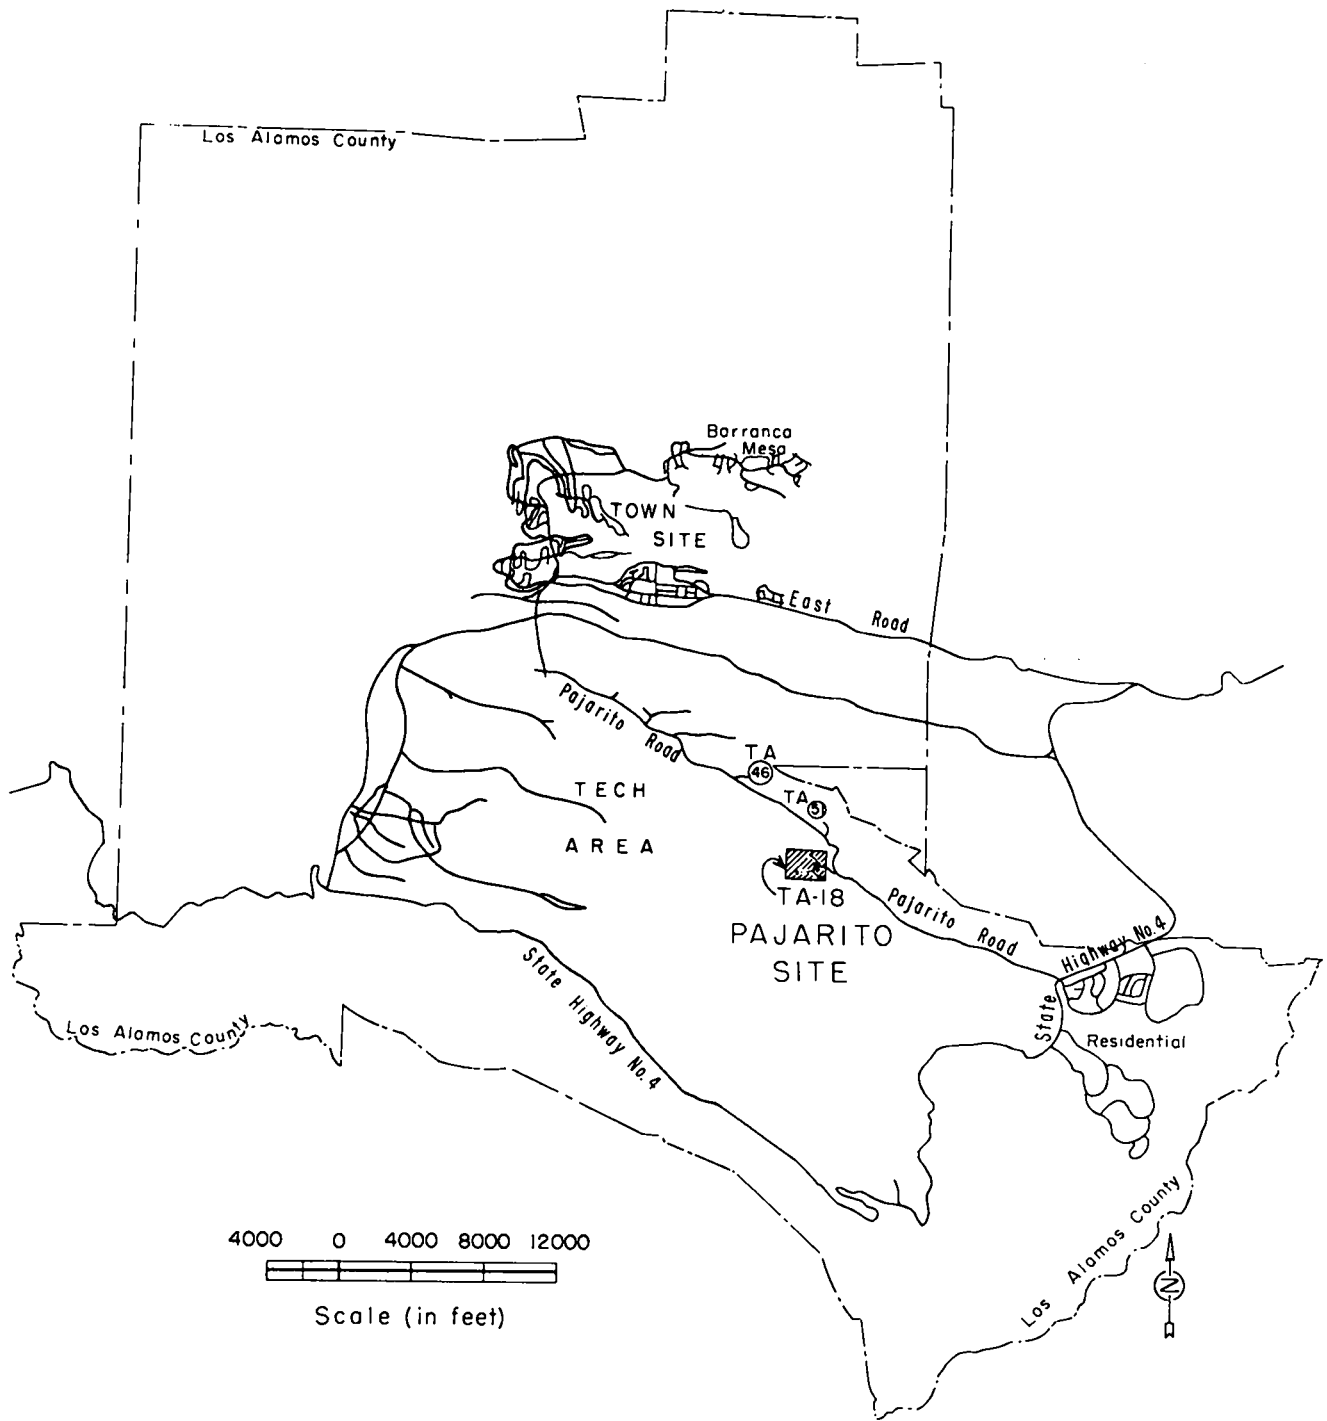 Los Alamos County
Barranca
Mesa
TOWN
SITE
East Road
Pajarito Road
TA
46
TECH
AREA
TA
51
TA-18
PAJARITO
SITE
Pajarito Road
State Highway No.4
Residential
State Highway No.4
Los Alamos County
Los Alamos County
4000 0 4000 8000 12000
Scale (in feet)
N